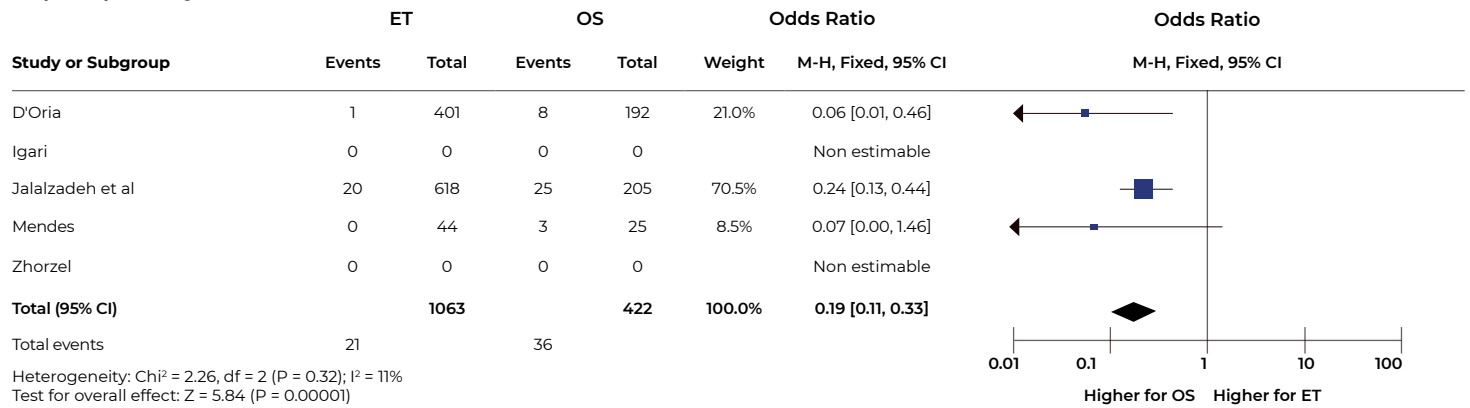 ET OS Odds Ratio Odds Ratio
Study or Subgroup Events Total Events Total Weight M-H, Fixed, 95% CI M-H, Fixed, 95% CI
D'Oria 1 401 8 192 21.0% 0.06 [0.01, 0.46]
Igari 0 0 0 0 Non estimable
Jalalzadeh et al 20 618 25 205 70.5% 0.24 [0.13, 0.44]
Mendes 0 44 3 25 8.5% 0.07 [0.00, 1.46]
Zhorzel 0 0 0 0 Non estimable
Total (95% CI) 1063 422 100.0% 0.19 [0.11, 0.33]
Total events 21 36
0.01 0.1 1 10 100
Heterogeneity: Chi² = 2.26, df = 2 (P = 0.32); I² = 11%
Test for overall effect: Z = 5.84 (P = 0.00001)
Higher for OS Higher for ET